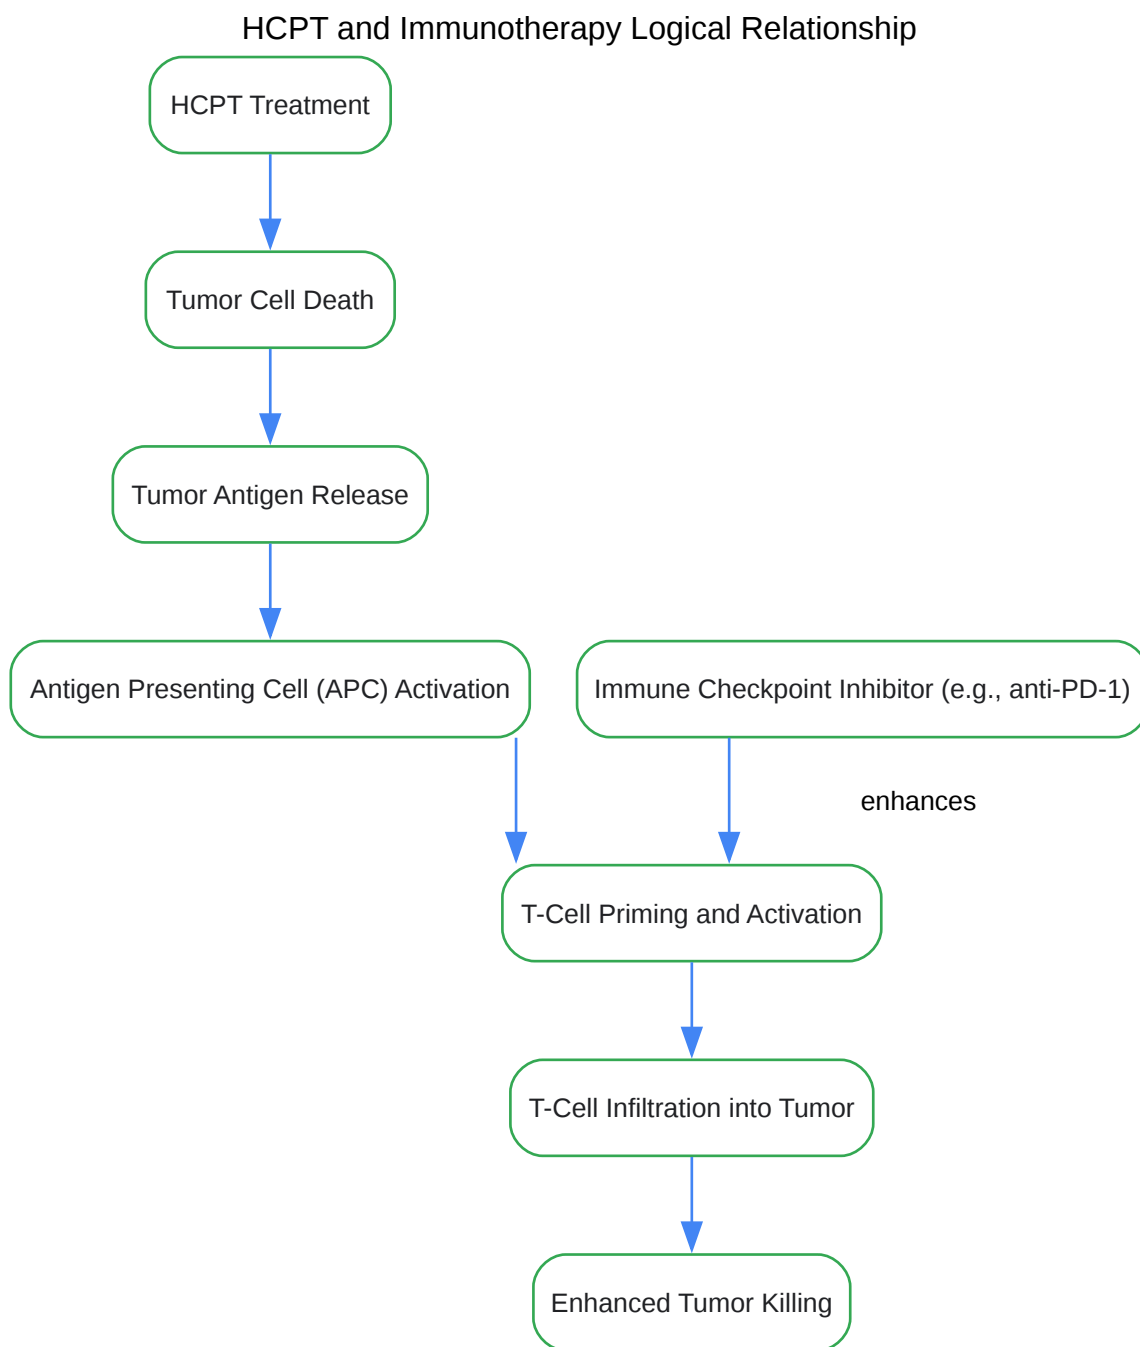 HCPT and Immunotherapy Logical Relationship
HCPT Treatment
Tumor Cell Death
Tumor Antigen Release
Antigen Presenting Cell (APC) Activation
Immune Checkpoint Inhibitor (e.g., anti-PD-1)
enhances
T-Cell Priming and Activation
T-Cell Infiltration into Tumor
Enhanced Tumor Killing